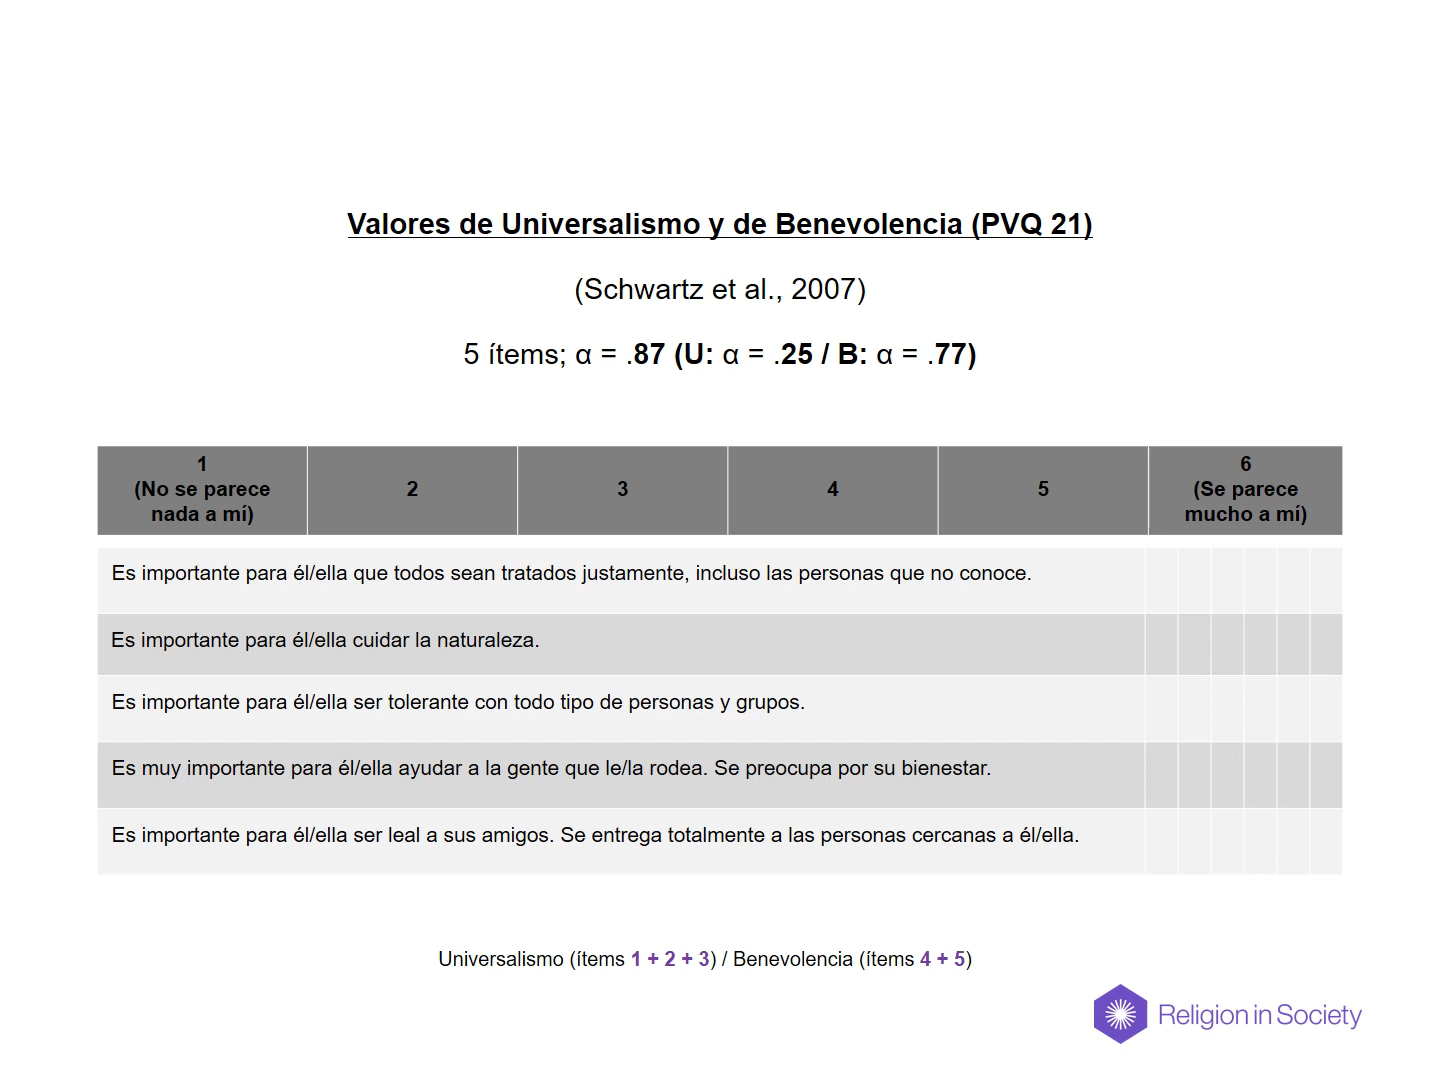 Valores de Universalismo y de Benevolencia (PVQ 21)
(Schwartz et al., 2007)
5 ítems; α = .87 (U: α = .25 / B: α = .77)
1
(No se parece
nada a mí)
2
3
4
5
6
(Se parece
mucho a mí)
Es importante para él/ella que todos sean tratados justamente, incluso las personas que no conoce.
Es importante para él/ella cuidar la naturaleza.
Es importante para él/ella ser tolerante con todo tipo de personas y grupos.
Es muy importante para él/ella ayudar a la gente que le/la rodea. Se preocupa por su bienestar.
Es importante para él/ella ser leal a sus amigos. Se entrega totalmente a las personas cercanas a él/ella.
Universalismo (ítems 1 + 2 + 3) / Benevolencia (ítems 4 + 5)
Religion in Society